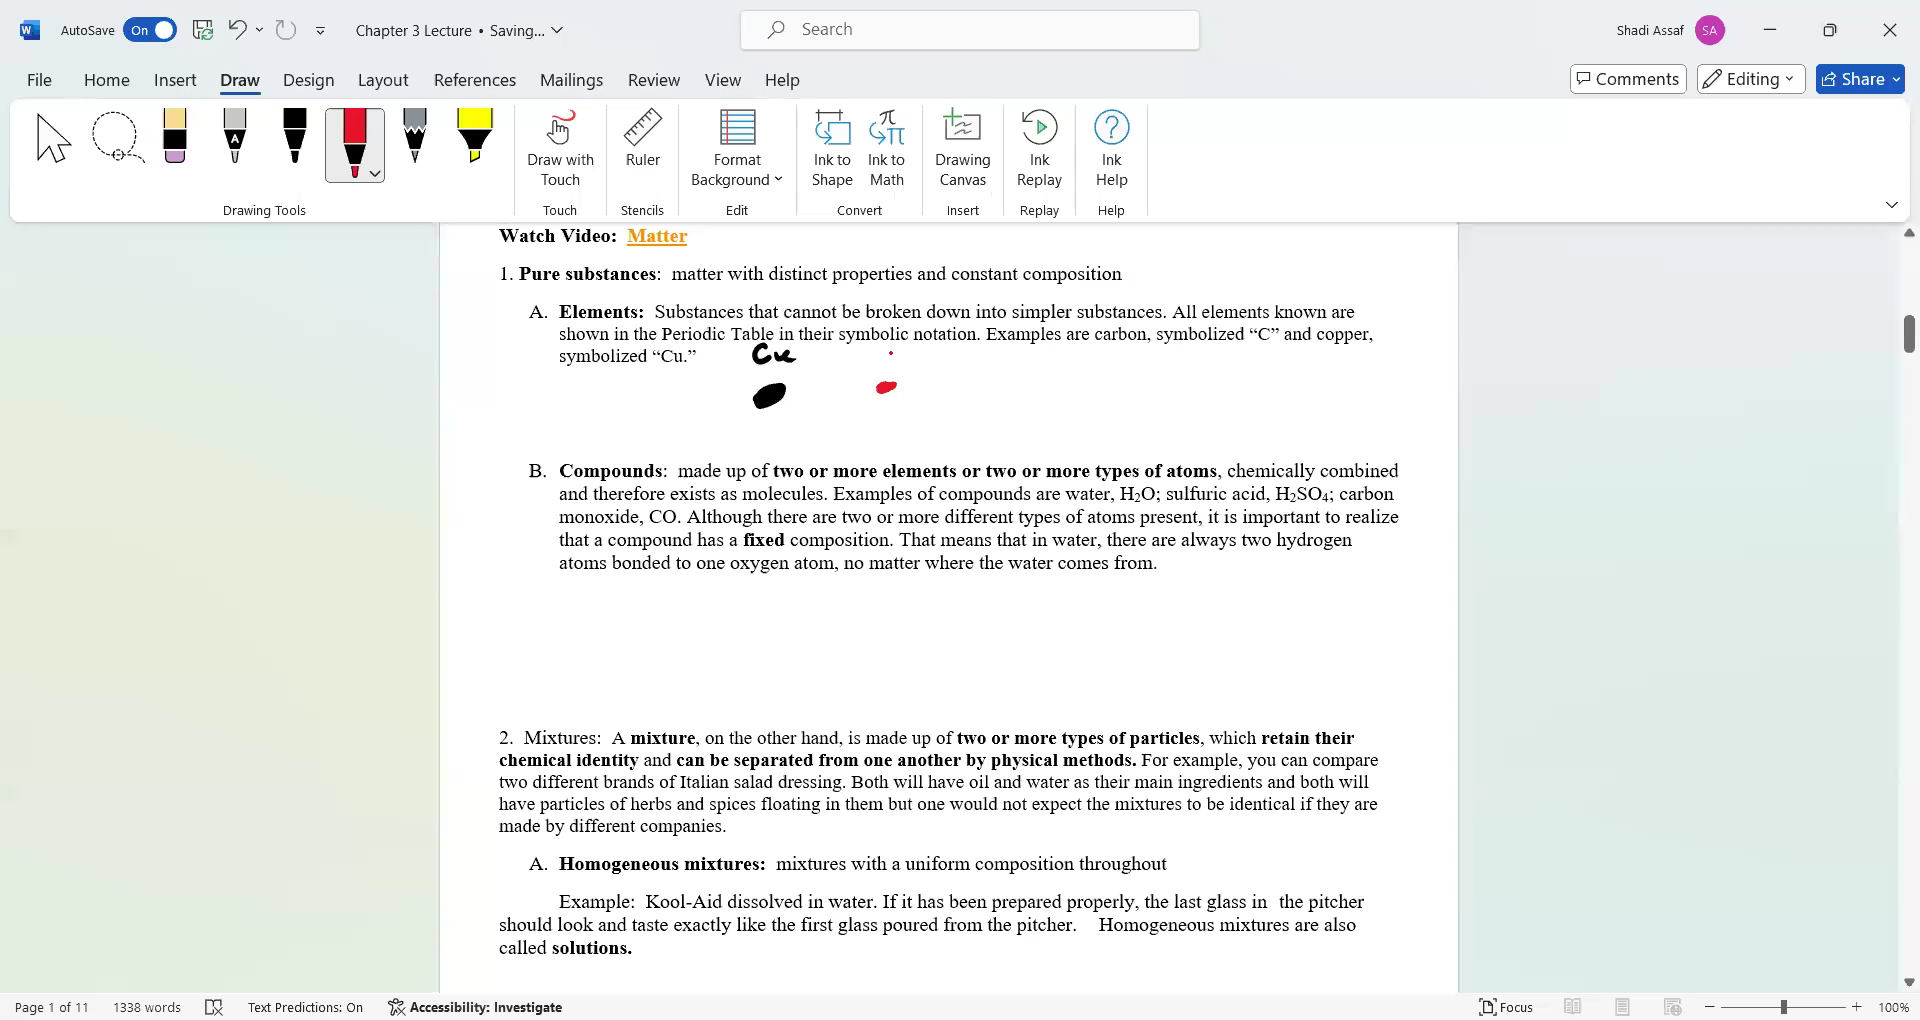 AutoSave On Chapter 3 Lecture • Saving... Search Shadi Assaf SA
File Home Insert Draw Design Layout References Mailings Review View Help Comments Editing Share
A
Draw with Touch
Ruler
Format Background
Ink to Shape
Ink to Math
Drawing Canvas
Ink Replay
Ink Help
Drawing Tools Touch Stencils Edit Convert Insert Replay Help
Watch Video: Matter
1. Pure substances: matter with distinct properties and constant composition
A. Elements: Substances that cannot be broken down into simpler substances. All elements known are
shown in the Periodic Table in their symbolic notation. Examples are carbon, symbolized “C” and copper,
symbolized “Cu.”
Cu
B. Compounds: made up of two or more elements or two or more types of atoms, chemically combined
and therefore exists as molecules. Examples of compounds are water, H₂O; sulfuric acid, H₂SO₄; carbon
monoxide, CO. Although there are two or more different types of atoms present, it is important to realize
that a compound has a fixed composition. That means that in water, there are always two hydrogen
atoms bonded to one oxygen atom, no matter where the water comes from.
2. Mixtures: A mixture, on the other hand, is made up of two or more types of particles, which retain their
chemical identity and can be separated from one another by physical methods. For example, you can compare
two different brands of Italian salad dressing. Both will have oil and water as their main ingredients and both will
have particles of herbs and spices floating in them but one would not expect the mixtures to be identical if they are
made by different companies.
A. Homogeneous mixtures: mixtures with a uniform composition throughout
Example: Kool-Aid dissolved in water. If it has been prepared properly, the last glass in the pitcher
should look and taste exactly like the first glass poured from the pitcher. Homogeneous mixtures are also
called solutions.
Page 1 of 11 1338 words Text Predictions: On Accessibility: Investigate Focus 100%